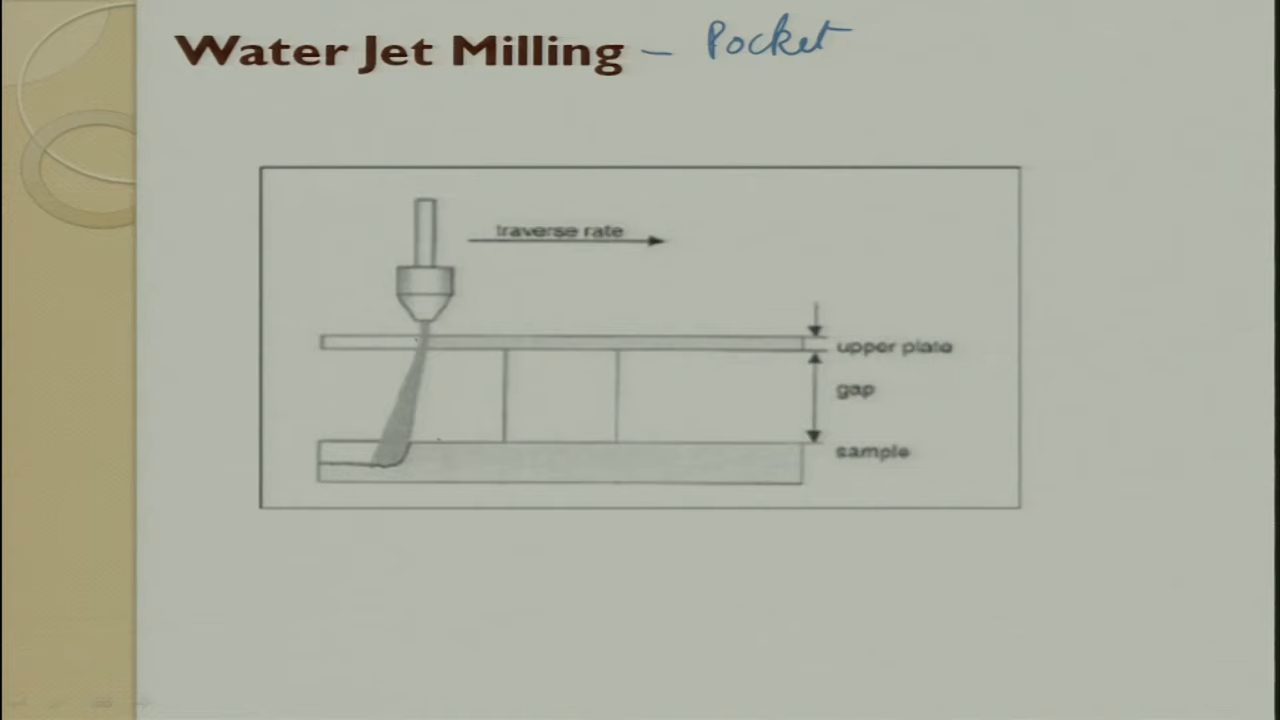 Water Jet Milling – Pocket
traverse rate
upper plate
gap
sample